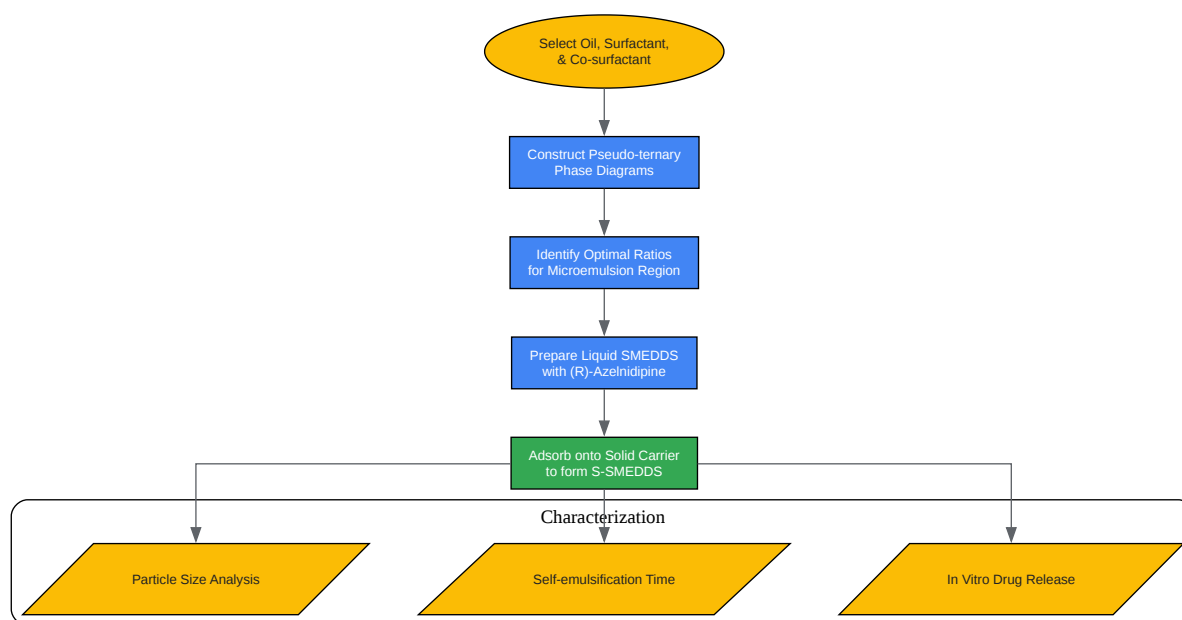 Select Oil, Surfactant,
& Co-surfactant
Construct Pseudo-ternary
Phase Diagrams
Identify Optimal Ratios
for Microemulsion Region
Prepare Liquid SMEDDS
with (R)-Azelnidipine
Adsorb onto Solid Carrier
to form S-SMEDDS
Characterization
Particle Size Analysis
Self-emulsification Time
In Vitro Drug Release